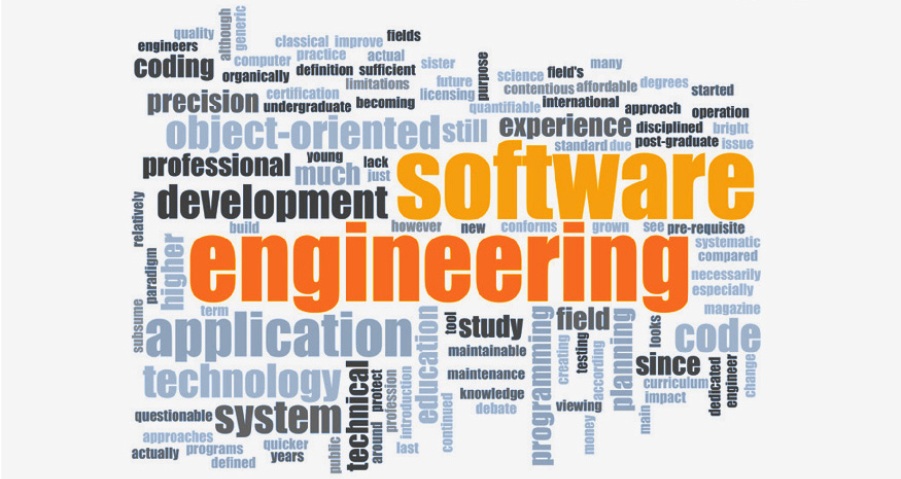 quality
although
generic
engineers
coding
classical improve fields
computer practice actual
organically definition sufficient sister
limitations
future
purpose
science field's many
contentious affordable degrees started
precision certification
undergraduate becoming licensing
quantifiable international approach operation
object-oriented still experience disciplined bright
standard due post-graduate issue
professional young lack
much just
software
development
relatively
build however new conforms grown see pre-requisite
engineering
systematic
compared
necessarily
especially
magazine
higher
paradigm
subsume
term
application
education
tool
study
programming
field
planning
looks
code
maintainable
creating
testing
according
since
technology
technical
protect
profession
introduction
maintenance
knowledge
debate
viewing
curriculum
impact
dedicated
engineer
change
questionable system
continued
money
main
approaches
actually programs quicker
defined years
public
around
last